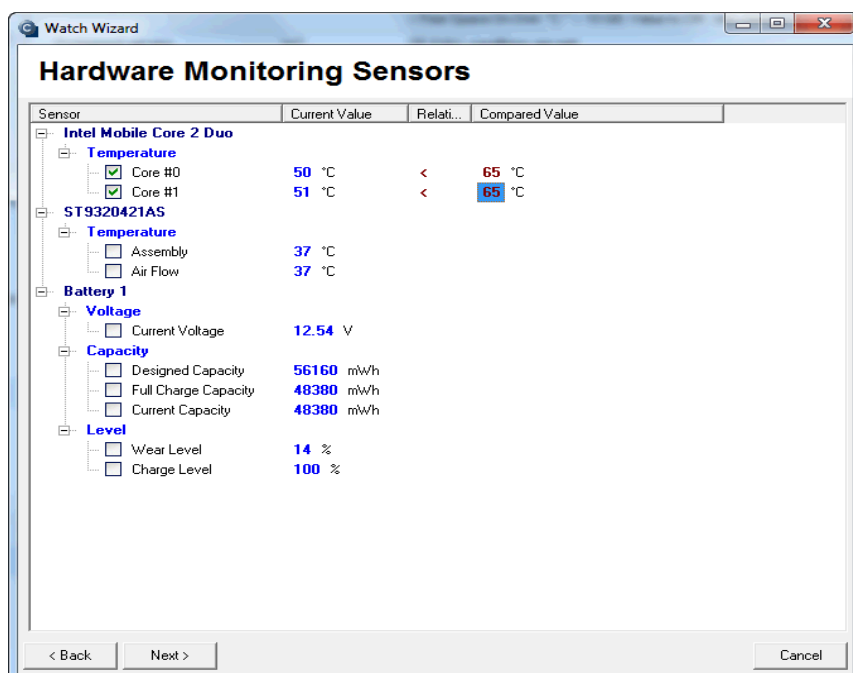 Watch Wizard
Hardware Monitoring Sensors
Sensor Current Value Relati... Compared Value
Intel Mobile Core 2 Duo
Temperature
Core #0 50 °C < 65 °C
Core #1 51 °C < 65 °C
ST9320421AS
Temperature
Assembly 37 °C
Air Flow 37 °C
Battery 1
Voltage
Current Voltage 12.54 V
Capacity
Designed Capacity 56160 mWh
Full Charge Capacity 48380 mWh
Current Capacity 48380 mWh
Level
Wear Level 14 %
Charge Level 100 %
< Back Next > Cancel